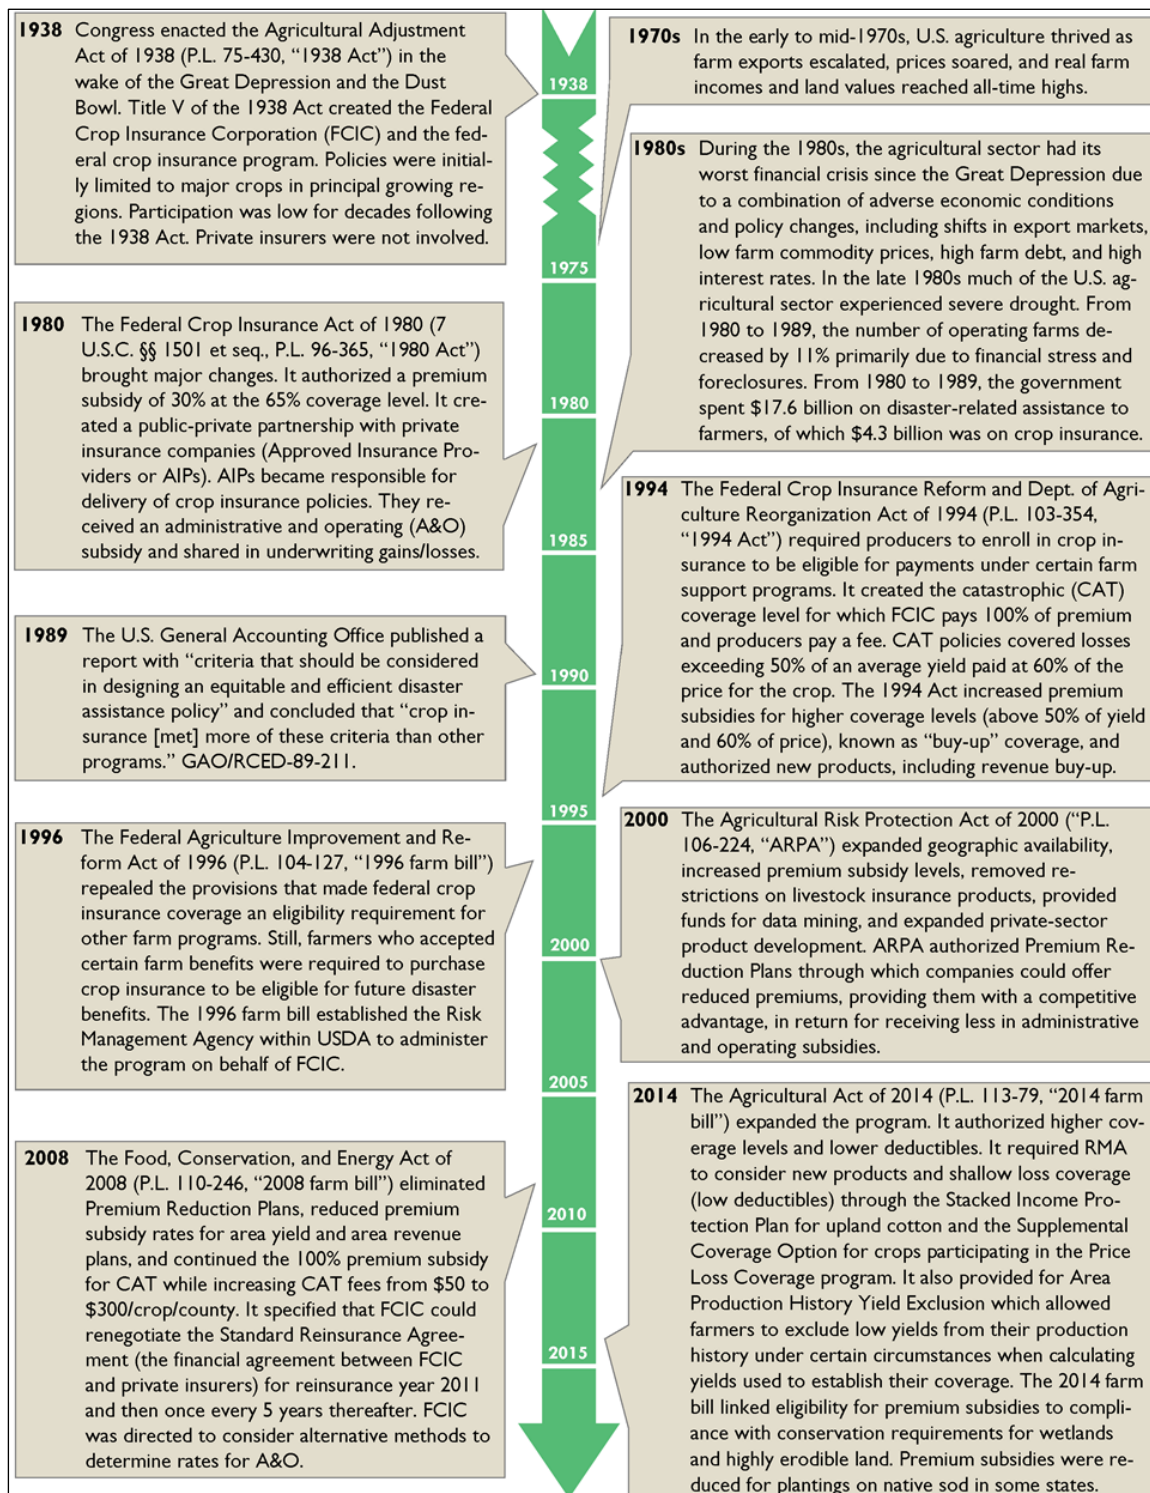 1938 Congress enacted the Agricultural Adjustment
Act of 1938 (P.L. 75-430, “1938 Act”) in the
wake of the Great Depression and the Dust
Bowl. Title V of the 1938 Act created the Federal
Crop Insurance Corporation (FCIC) and the fed-
eral crop insurance program. Policies were initial-
ly limited to major crops in principal growing re-
gions. Participation was low for decades following
the 1938 Act. Private insurers were not involved.
1970s In the early to mid-1970s, U.S. agriculture thrived as
farm exports escalated, prices soared, and real farm
incomes and land values reached all-time highs.
1938
1980s During the 1980s, the agricultural sector had its
worst financial crisis since the Great Depression due
to a combination of adverse economic conditions
and policy changes, including shifts in export markets,
low farm commodity prices, high farm debt, and high
interest rates. In the late 1980s much of the U.S. ag-
ricultural sector experienced severe drought. From
1980 to 1989, the number of operating farms de-
creased by 11% primarily due to financial stress and
foreclosures. From 1980 to 1989, the government
spent $17.6 billion on disaster-related assistance to
farmers, of which $4.3 billion was on crop insurance.
1975
1980 The Federal Crop Insurance Act of 1980 (7
U.S.C. §§ 1501 et seq., P.L. 96-365, “1980 Act”)
brought major changes. It authorized a premium
subsidy of 30% at the 65% coverage level. It cre-
ated a public-private partnership with private
insurance companies (Approved Insurance Pro-
viders or AIPs). AIPs became responsible for
delivery of crop insurance policies. They re-
ceived an administrative and operating (A&O)
subsidy and shared in underwriting gains/losses.
1980
1994 The Federal Crop Insurance Reform and Dept. of Agri-
culture Reorganization Act of 1994 (P.L. 103-354,
“1994 Act”) required producers to enroll in crop in-
surance to be eligible for payments under certain farm
support programs. It created the catastrophic (CAT)
coverage level for which FCIC pays 100% of premium
and producers pay a fee. CAT policies covered losses
exceeding 50% of an average yield paid at 60% of the
price for the crop. The 1994 Act increased premium
subsidies for higher coverage levels (above 50% of yield
and 60% of price), known as “buy-up” coverage, and
authorized new products, including revenue buy-up.
1985
1989 The U.S. General Accounting Office published a
report with “criteria that should be considered
in designing an equitable and efficient disaster
assistance policy” and concluded that “crop in-
surance [met] more of these criteria than other
programs.” GAO/RCED-89-211.
1990
1995
2000 The Agricultural Risk Protection Act of 2000 (“P.L.
106-224, “ARPA”) expanded geographic availability,
increased premium subsidy levels, removed re-
strictions on livestock insurance products, provided
funds for data mining, and expanded private-sector
product development. ARPA authorized Premium Re-
duction Plans through which companies could offer
reduced premiums, providing them with a competitive
advantage, in return for receiving less in administrative
and operating subsidies.
1996 The Federal Agriculture Improvement and Re-
form Act of 1996 (P.L. 104-127, “1996 farm bill”)
repealed the provisions that made federal crop
insurance coverage an eligibility requirement for
other farm programs. Still, farmers who accepted
certain farm benefits were required to purchase
crop insurance to be eligible for future disaster
benefits. The 1996 farm bill established the Risk
Management Agency within USDA to administer
the program on behalf of FCIC.
2000
2005
2014 The Agricultural Act of 2014 (P.L. 113-79, “2014 farm
bill”) expanded the program. It authorized higher cov-
erage levels and lower deductibles. It required RMA
to consider new products and shallow loss coverage
(low deductibles) through the Stacked Income Pro-
tection Plan for upland cotton and the Supplemental
Coverage Option for crops participating in the Price
Loss Coverage program. It also provided for Area
Production History Yield Exclusion which allowed
farmers to exclude low yields from their production
history under certain circumstances when calculating
yields used to establish their coverage. The 2014 farm
bill linked eligibility for premium subsidies to compli-
ance with conservation requirements for wetlands
and highly erodible land. Premium subsidies were re-
duced for plantings on native sod in some states.
2008 The Food, Conservation, and Energy Act of
2008 (P.L. 110-246, “2008 farm bill”) eliminated
Premium Reduction Plans, reduced premium
subsidy rates for area yield and area revenue
plans, and continued the 100% premium subsidy
for CAT while increasing CAT fees from $50 to
$300/crop/county. It specified that FCIC could
renegotiate the Standard Reinsurance Agree-
ment (the financial agreement between FCIC
and private insurers) for reinsurance year 2011
and then once every 5 years thereafter. FCIC
was directed to consider alternative methods to
determine rates for A&O.
2010
2015